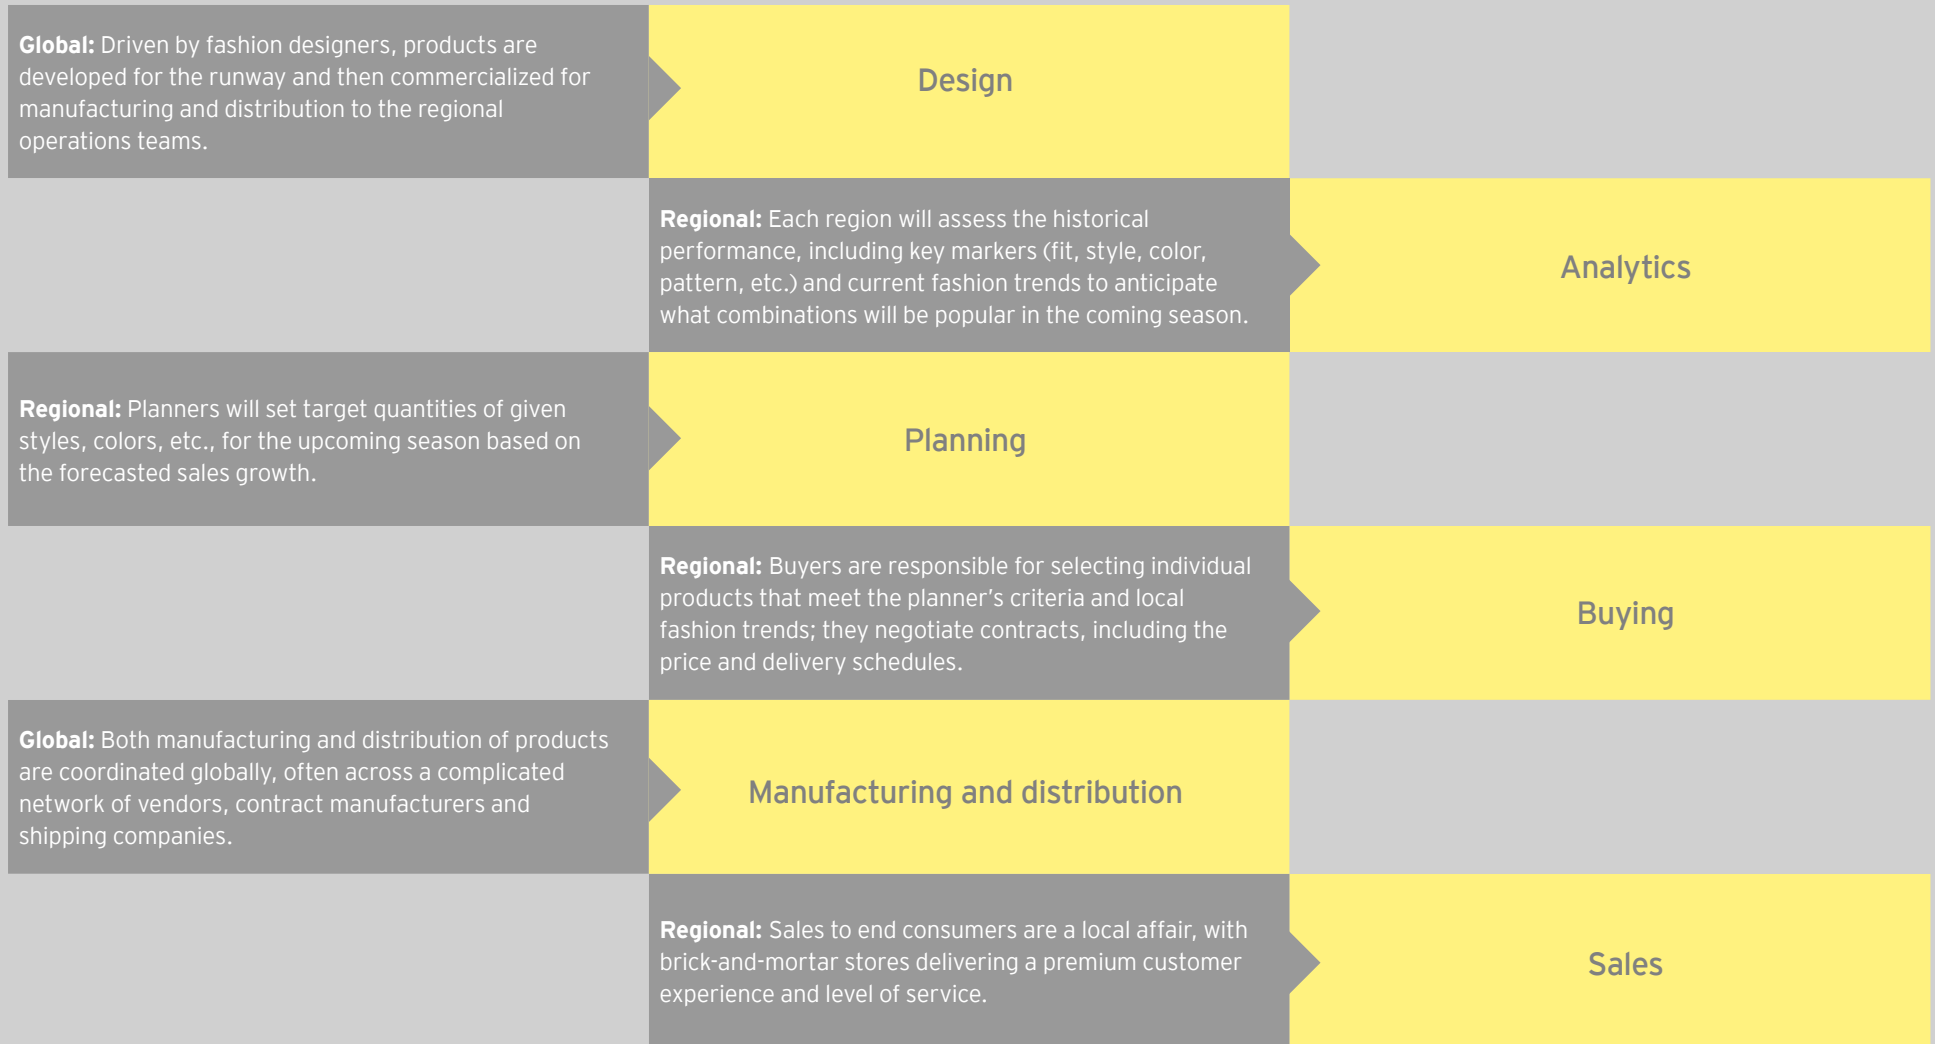 Global: Driven by fashion designers, products are
developed for the runway and then commercialized for
manufacturing and distribution to the regional
operations teams.
Design
Regional: Each region will assess the historical
performance, including key markers (fit, style, color,
pattern, etc.) and current fashion trends to anticipate
what combinations will be popular in the coming season.
Analytics
Regional: Planners will set target quantities of given
styles, colors, etc., for the upcoming season based on
the forecasted sales growth.
Planning
Regional: Buyers are responsible for selecting individual
products that meet the planner’s criteria and local
fashion trends; they negotiate contracts, including the
price and delivery schedules.
Buying
Global: Both manufacturing and distribution of products
are coordinated globally, often across a complicated
network of vendors, contract manufacturers and
shipping companies.
Manufacturing and distribution
Regional: Sales to end consumers are a local affair, with
brick-and-mortar stores delivering a premium customer
experience and level of service.
Sales